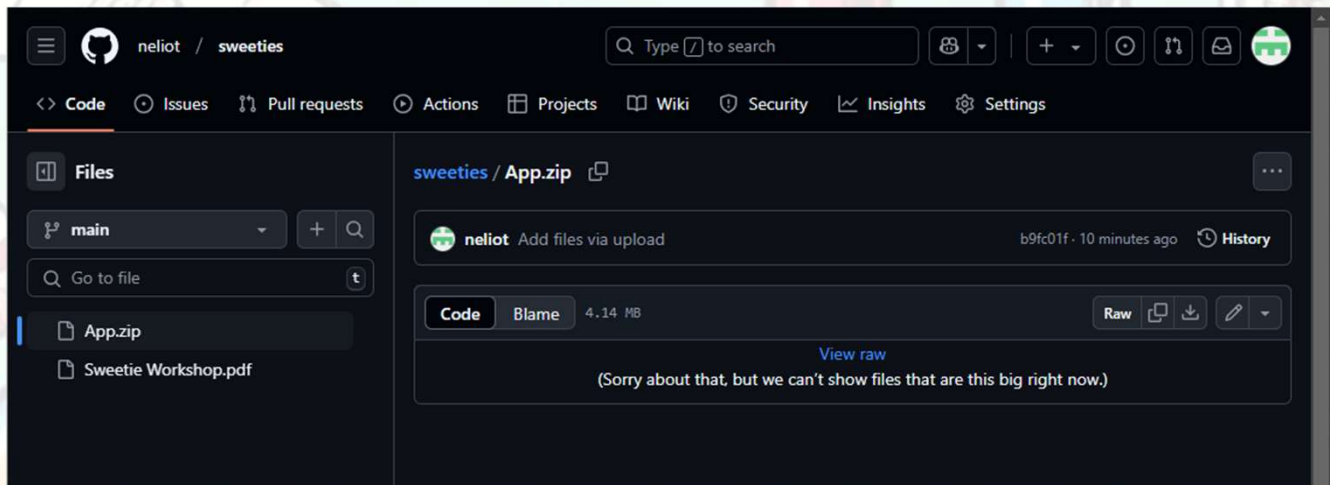 neliot / sweeties
Type / to search
Code Issues Pull requests Actions Projects Wiki Security Insights Settings
Files
main
Go to file t
App.zip
Sweetie Workshop.pdf
sweeties / App.zip
neliot Add files via upload b9fc01f · 10 minutes ago History
Code Blame 4.14 MB Raw
View raw
(Sorry about that, but we can't show files that are this big right now.)